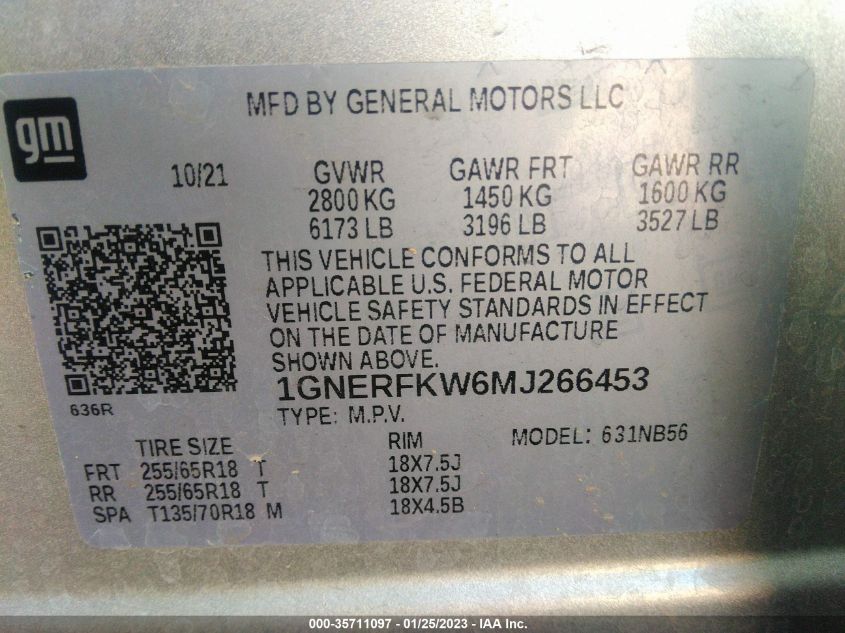 MFD BY GENERAL MOTORS LLC
gm
10/21 GVWR GAWR FRT GAWR RR
2800 KG 1450 KG 1600 KG
6173 LB 3196 LB 3527 LB
THIS VEHICLE CONFORMS TO ALL
APPLICABLE U.S. FEDERAL MOTOR
VEHICLE SAFETY STANDARDS IN EFFECT
ON THE DATE OF MANUFACTURE
SHOWN ABOVE.
1GNERFKW6MJ266453
636R
TYPE: M.P.V.
TIRE SIZE RIM MODEL: 631NB56
FRT 255/65R18 T 18X7.5J
RR 255/65R18 T 18X7.5J
SPA T135/70R18 M 18X4.5B
000-35711097 - 01/25/2023 - IAA Inc.